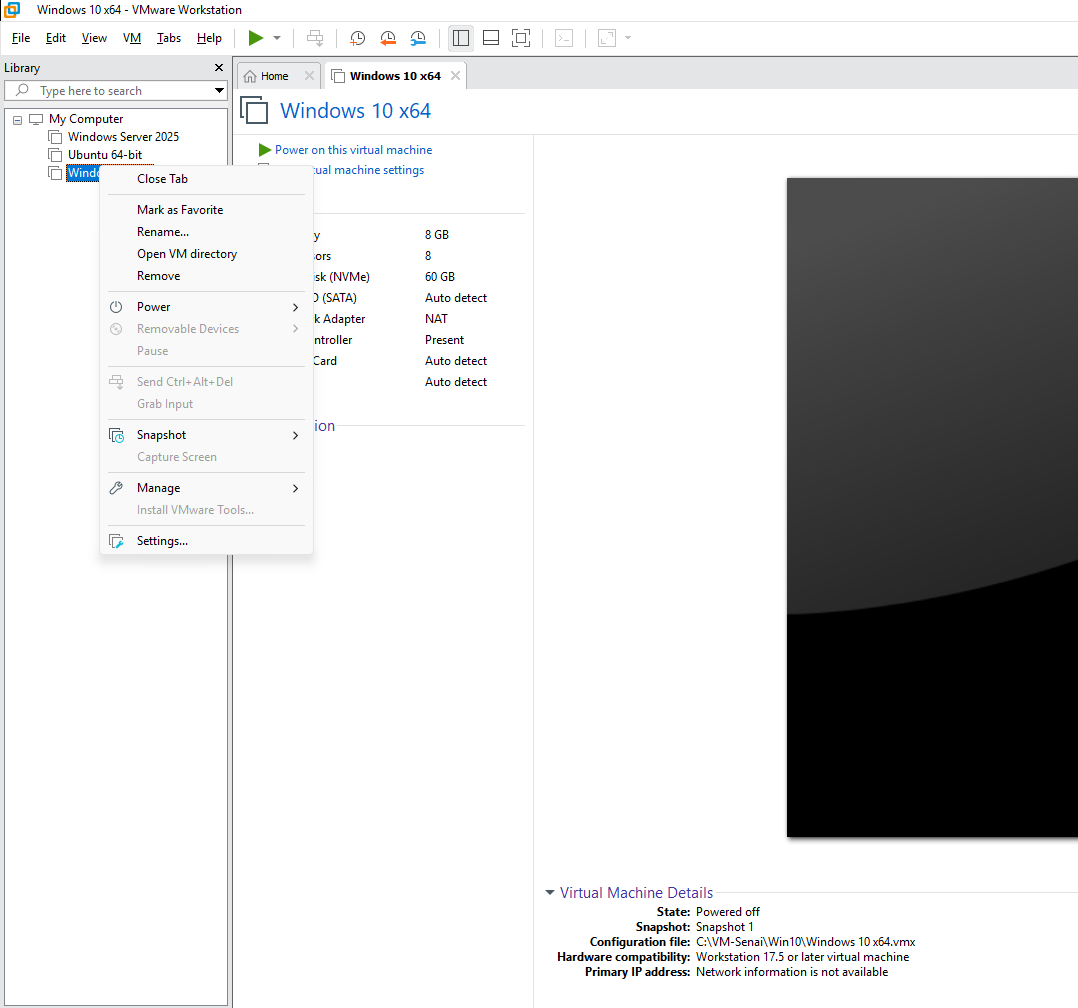 Windows 10 x64 - VMware Workstation
File Edit View VM Tabs Help
Library
Type here to search
My Computer
Windows Server 2025
Ubuntu 64-bit
Windo
Home
Windows 10 x64
Windows 10 x64
Power on this virtual machine
tual machine settings
Close Tab
Mark as Favorite
Rename...
Open VM directory
Remove
Power
Removable Devices
Pause
Send Ctrl+Alt+Del
Grab Input
Snapshot
Capture Screen
Manage
Install VMware Tools...
Settings...
y 8 GB
sors 8
isk (NVMe) 60 GB
D (SATA) Auto detect
k Adapter NAT
ntroller Present
Card Auto detect
Auto detect
ion
Virtual Machine Details
State: Powered off
Snapshot: Snapshot 1
Configuration file: C:\VM-Senai\Win10\Windows 10 x64.vmx
Hardware compatibility: Workstation 17.5 or later virtual machine
Primary IP address: Network information is not available